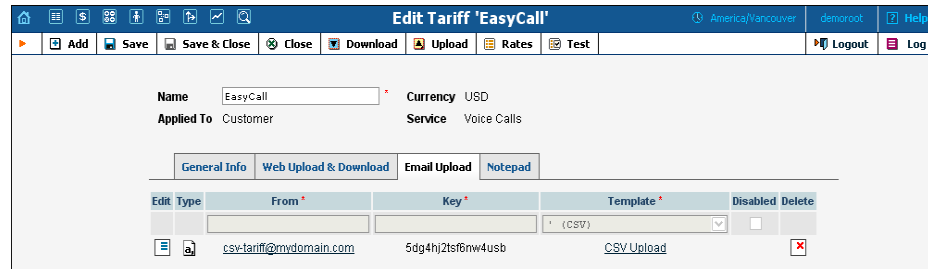 Edit Tariff 'EasyCall' America/Vancouver demoroot ? Help
Add Save Save & Close Close Download Upload Rates Test Logout Log
Name EasyCall * Currency USD
Applied To Customer Service Voice Calls
General Info Web Upload & Download Email Upload Notepad
Edit Type From * Key * Template * Disabled Delete
' (CSV)
a, csv-tariff@mydomain.com 5dg4hj2tsf6nw4usb CSV Upload